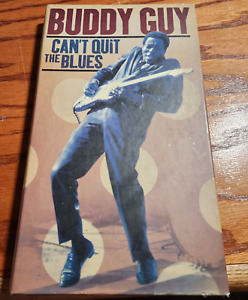 BUDDY GUY
CAN'T QUIT
THE BLUES